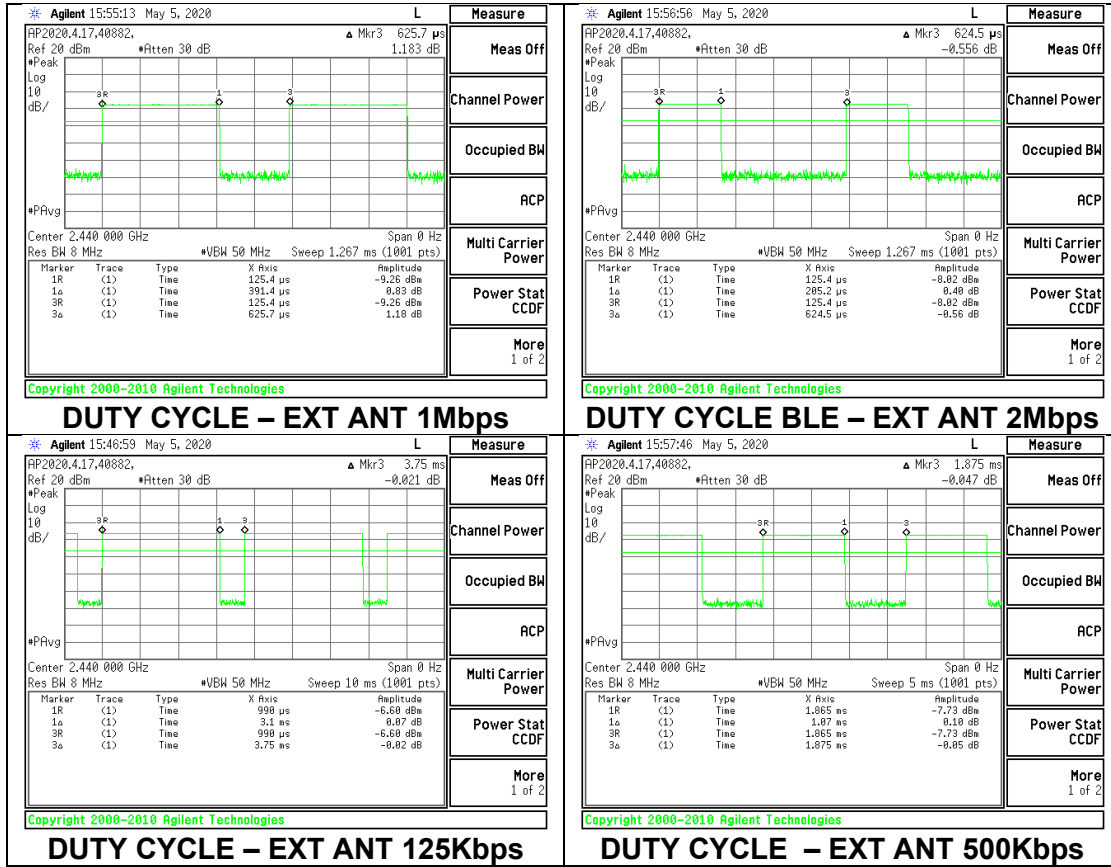 Agilent 15:55:13 May 5, 2020 L Measure
AP2020.4.17,40882, Δ Mkr3 625.7 µs
Ref 20 dBm #Atten 30 dB 1.183 dB
#Peak
Log
10
dB/
3R 1 3
#PAvg
Center 2.440 000 GHz Span 0 Hz
Res BW 8 MHz #VBW 50 MHz Sweep 1.267 ms (1001 pts)
Marker Trace Type X Axis Amplitude
1R (1) Time 125.4 µs -9.26 dBm
1Δ (1) Time 391.4 µs 0.83 dB
3R (1) Time 125.4 µs -9.26 dBm
3Δ (1) Time 625.7 µs 1.18 dB
Meas Off
Channel Power
Occupied BW
ACP
Multi Carrier
Power
Power Stat
CCDF
More
1 of 2
Copyright 2000-2010 Agilent Technologies
DUTY CYCLE – EXT ANT 1Mbps
Agilent 15:56:56 May 5, 2020 L Measure
AP2020.4.17,40882, Δ Mkr3 624.5 µs
Ref 20 dBm #Atten 30 dB -0.556 dB
#Peak
Log
10
dB/
3R 1 3
#PAvg
Center 2.440 000 GHz Span 0 Hz
Res BW 8 MHz #VBW 50 MHz Sweep 1.267 ms (1001 pts)
Marker Trace Type X Axis Amplitude
1R (1) Time 125.4 µs -8.02 dBm
1Δ (1) Time 205.2 µs 0.40 dB
3R (1) Time 125.4 µs -8.02 dBm
3Δ (1) Time 624.5 µs -0.56 dB
Meas Off
Channel Power
Occupied BW
ACP
Multi Carrier
Power
Power Stat
CCDF
More
1 of 2
Copyright 2000-2010 Agilent Technologies
DUTY CYCLE BLE – EXT ANT 2Mbps
Agilent 15:46:59 May 5, 2020 L Measure
AP2020.4.17,40882, Δ Mkr3 3.75 ms
Ref 20 dBm #Atten 30 dB -0.021 dB
#Peak
Log
10
dB/
3R 1 3
#PAvg
Center 2.440 000 GHz Span 0 Hz
Res BW 8 MHz #VBW 50 MHz Sweep 10 ms (1001 pts)
Marker Trace Type X Axis Amplitude
1R (1) Time 990 µs -6.60 dBm
1Δ (1) Time 3.1 ms 0.07 dB
3R (1) Time 990 µs -6.60 dBm
3Δ (1) Time 3.75 ms -0.02 dB
Meas Off
Channel Power
Occupied BW
ACP
Multi Carrier
Power
Power Stat
CCDF
More
1 of 2
Copyright 2000-2010 Agilent Technologies
DUTY CYCLE – EXT ANT 125Kbps
Agilent 15:57:46 May 5, 2020 L Measure
AP2020.4.17,40882, Δ Mkr3 1.875 ms
Ref 20 dBm #Atten 30 dB -0.047 dB
#Peak
Log
10
dB/
3R 1 3
#PAvg
Center 2.440 000 GHz Span 0 Hz
Res BW 8 MHz #VBW 50 MHz Sweep 5 ms (1001 pts)
Marker Trace Type X Axis Amplitude
1R (1) Time 1.865 ms -7.73 dBm
1Δ (1) Time 1.07 ms 0.10 dB
3R (1) Time 1.865 ms -7.73 dBm
3Δ (1) Time 1.875 ms -0.05 dB
Meas Off
Channel Power
Occupied BW
ACP
Multi Carrier
Power
Power Stat
CCDF
More
1 of 2
Copyright 2000-2010 Agilent Technologies
DUTY CYCLE – EXT ANT 500Kbps